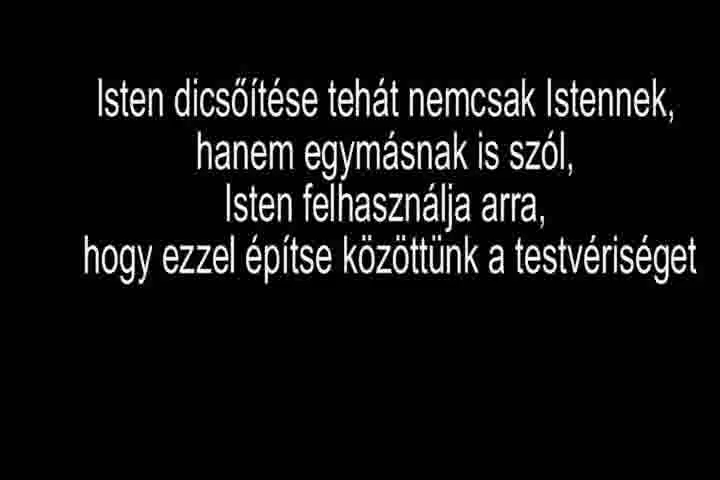 Isten dicsőítése tehát nemcsak Istennek,
hanem egymásnak is szól,
Isten felhasználja arra,
hogy ezzel építse közöttünk a testvériséget